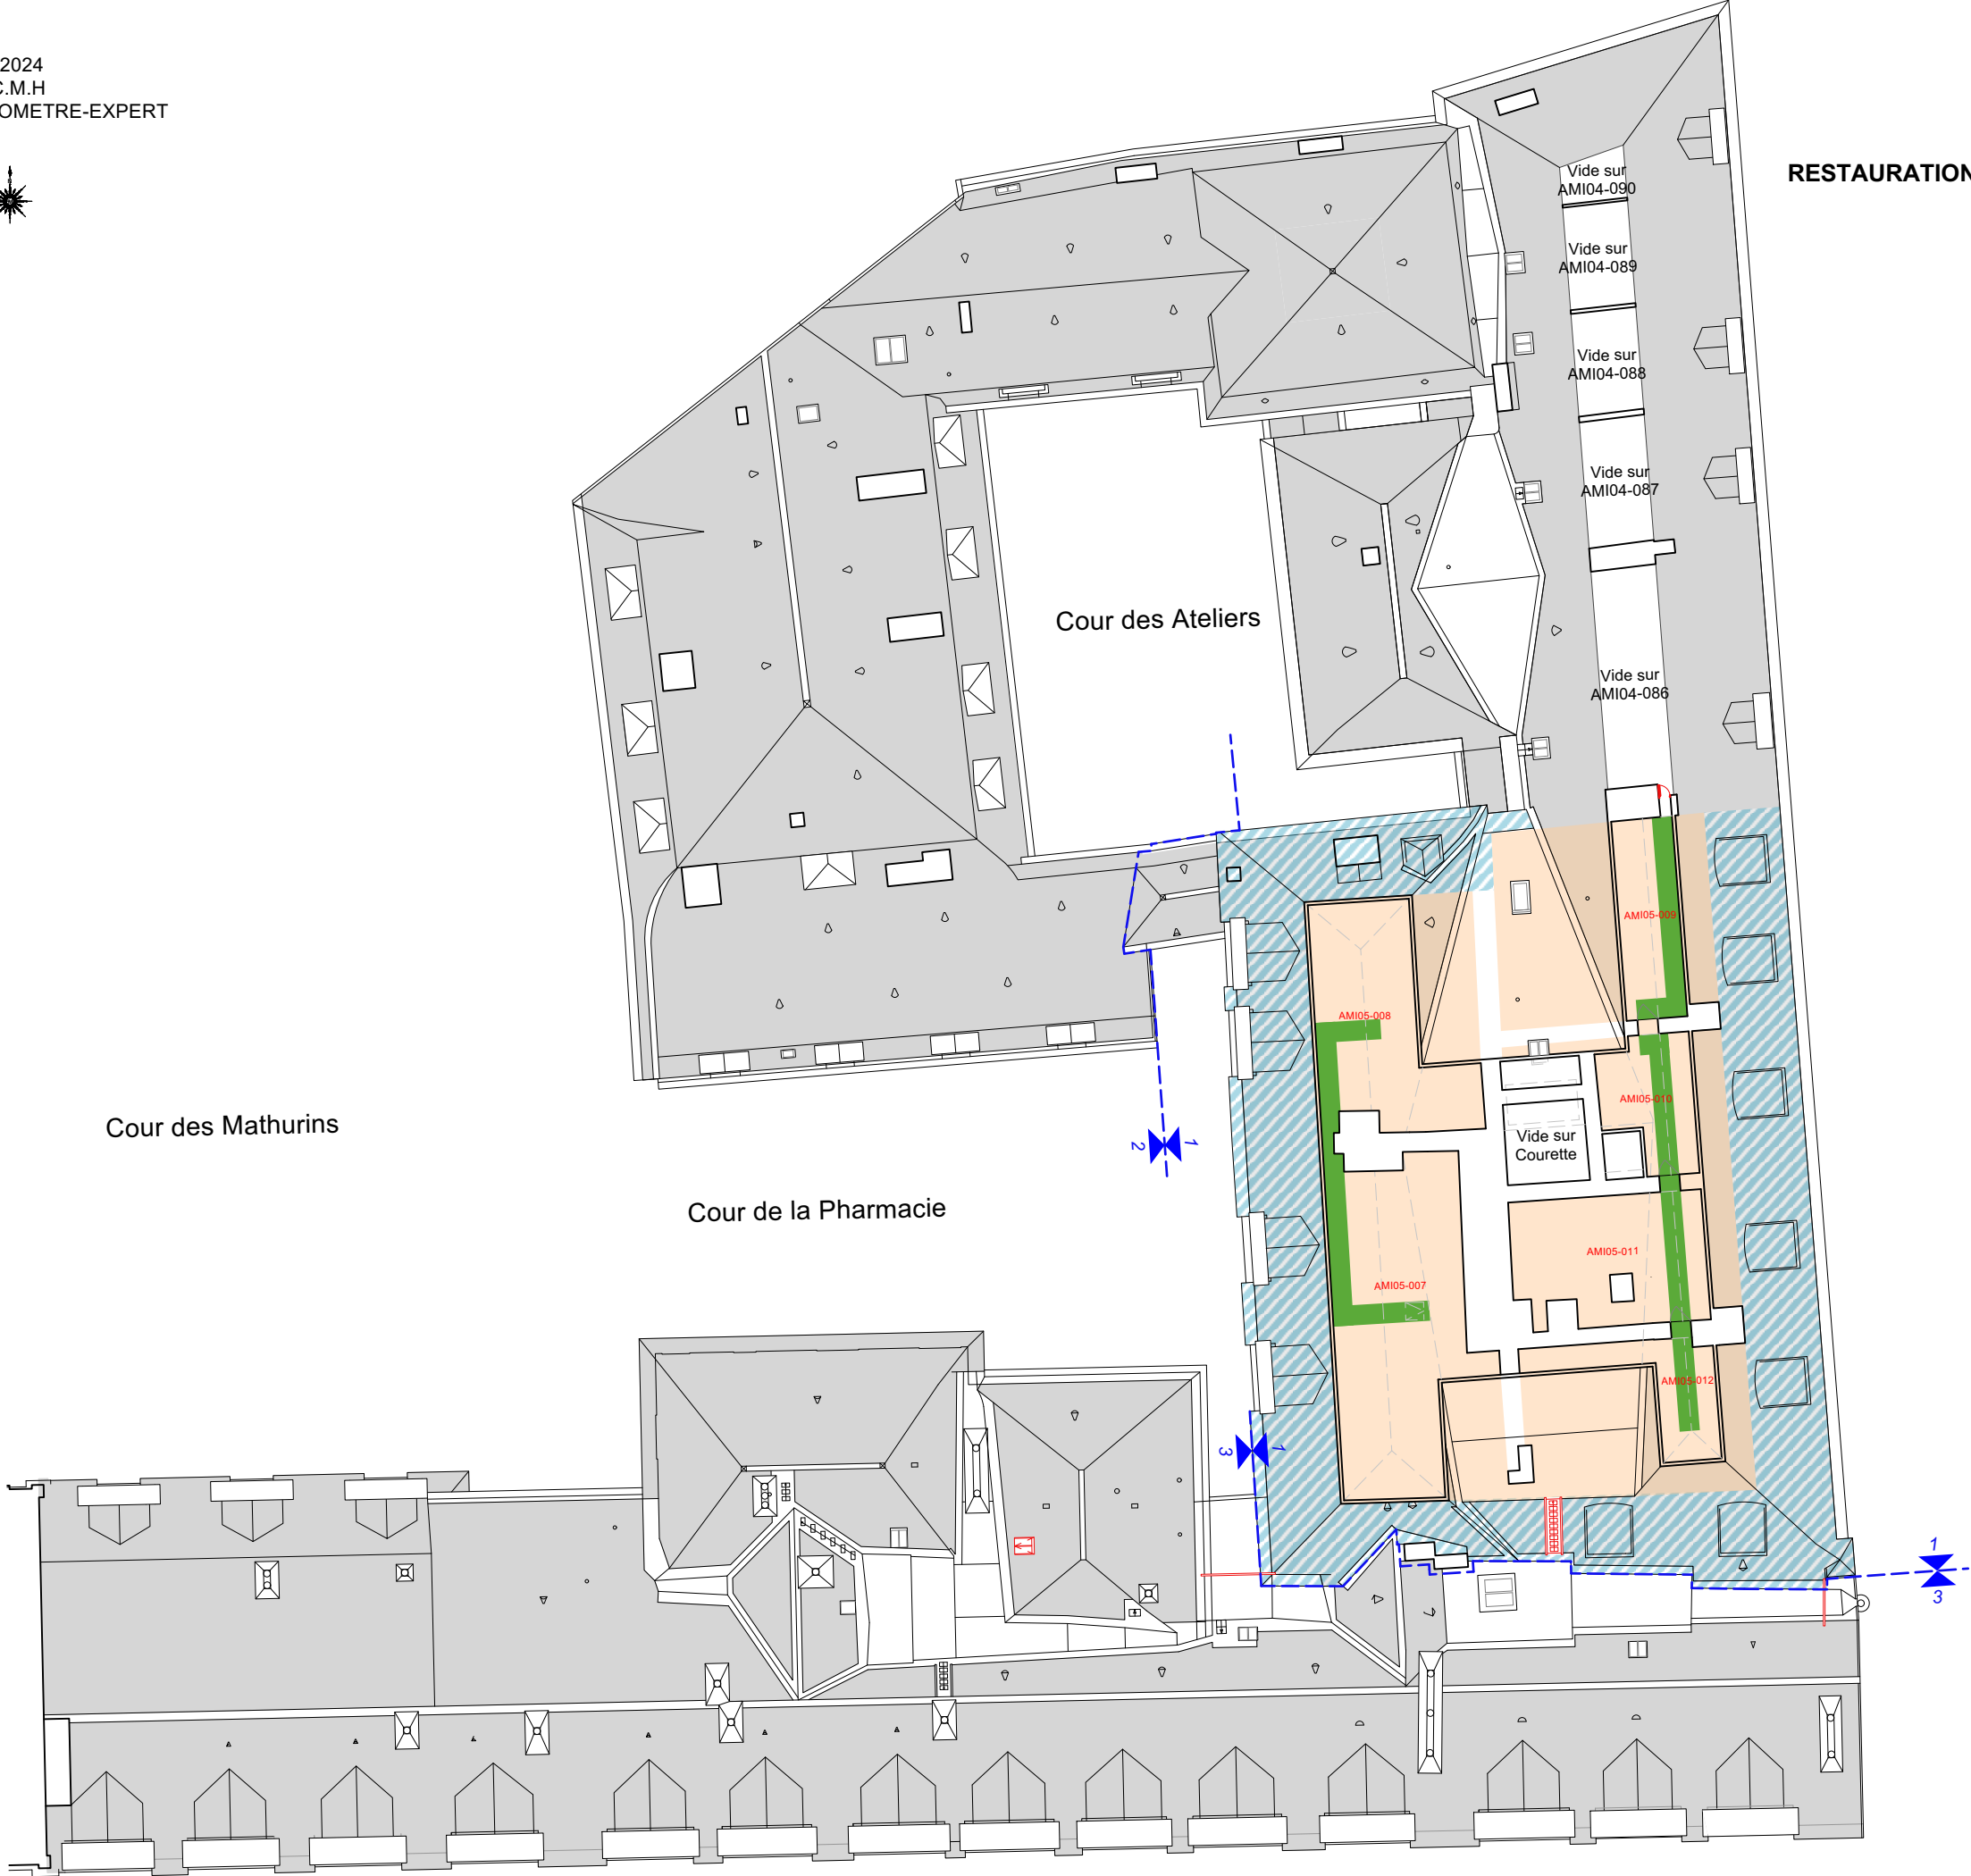 2024
C.M.H
OMETRE-EXPERT
RESTAURATION
Vide sur
AMI04-090
Vide sur
AMI04-089
Vide sur
AMI04-088
Vide sur
AMI04-087
Vide sur
AMI04-086
Cour des Ateliers
AMI05-009
AMI05-008
AMI05-010
Vide sur
Courette
Cour des Mathurins
2
1
Cour de la Pharmacie
AMI05-011
AMI05-007
AMI05-012
3
1
1
3